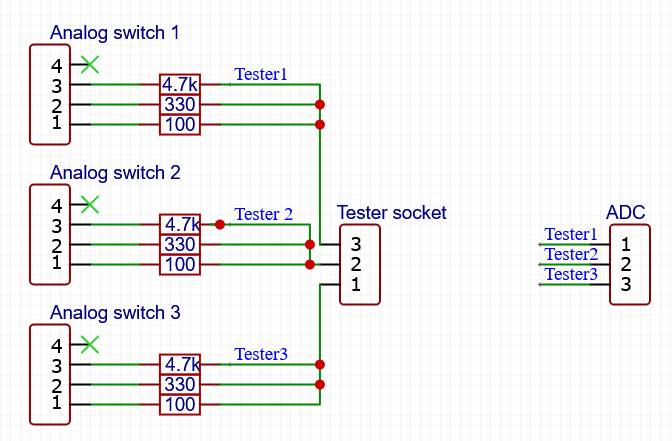 Analog switch 1
4
3 4.7k Tester1
2 330
1 100
Analog switch 2
4
3 4.7k Tester 2
2 330
1 100
Tester socket
3
2
1
ADC
Tester1 1
Tester2 2
Tester3 3
Analog switch 3
4
3 4.7k Tester3
2 330
1 100